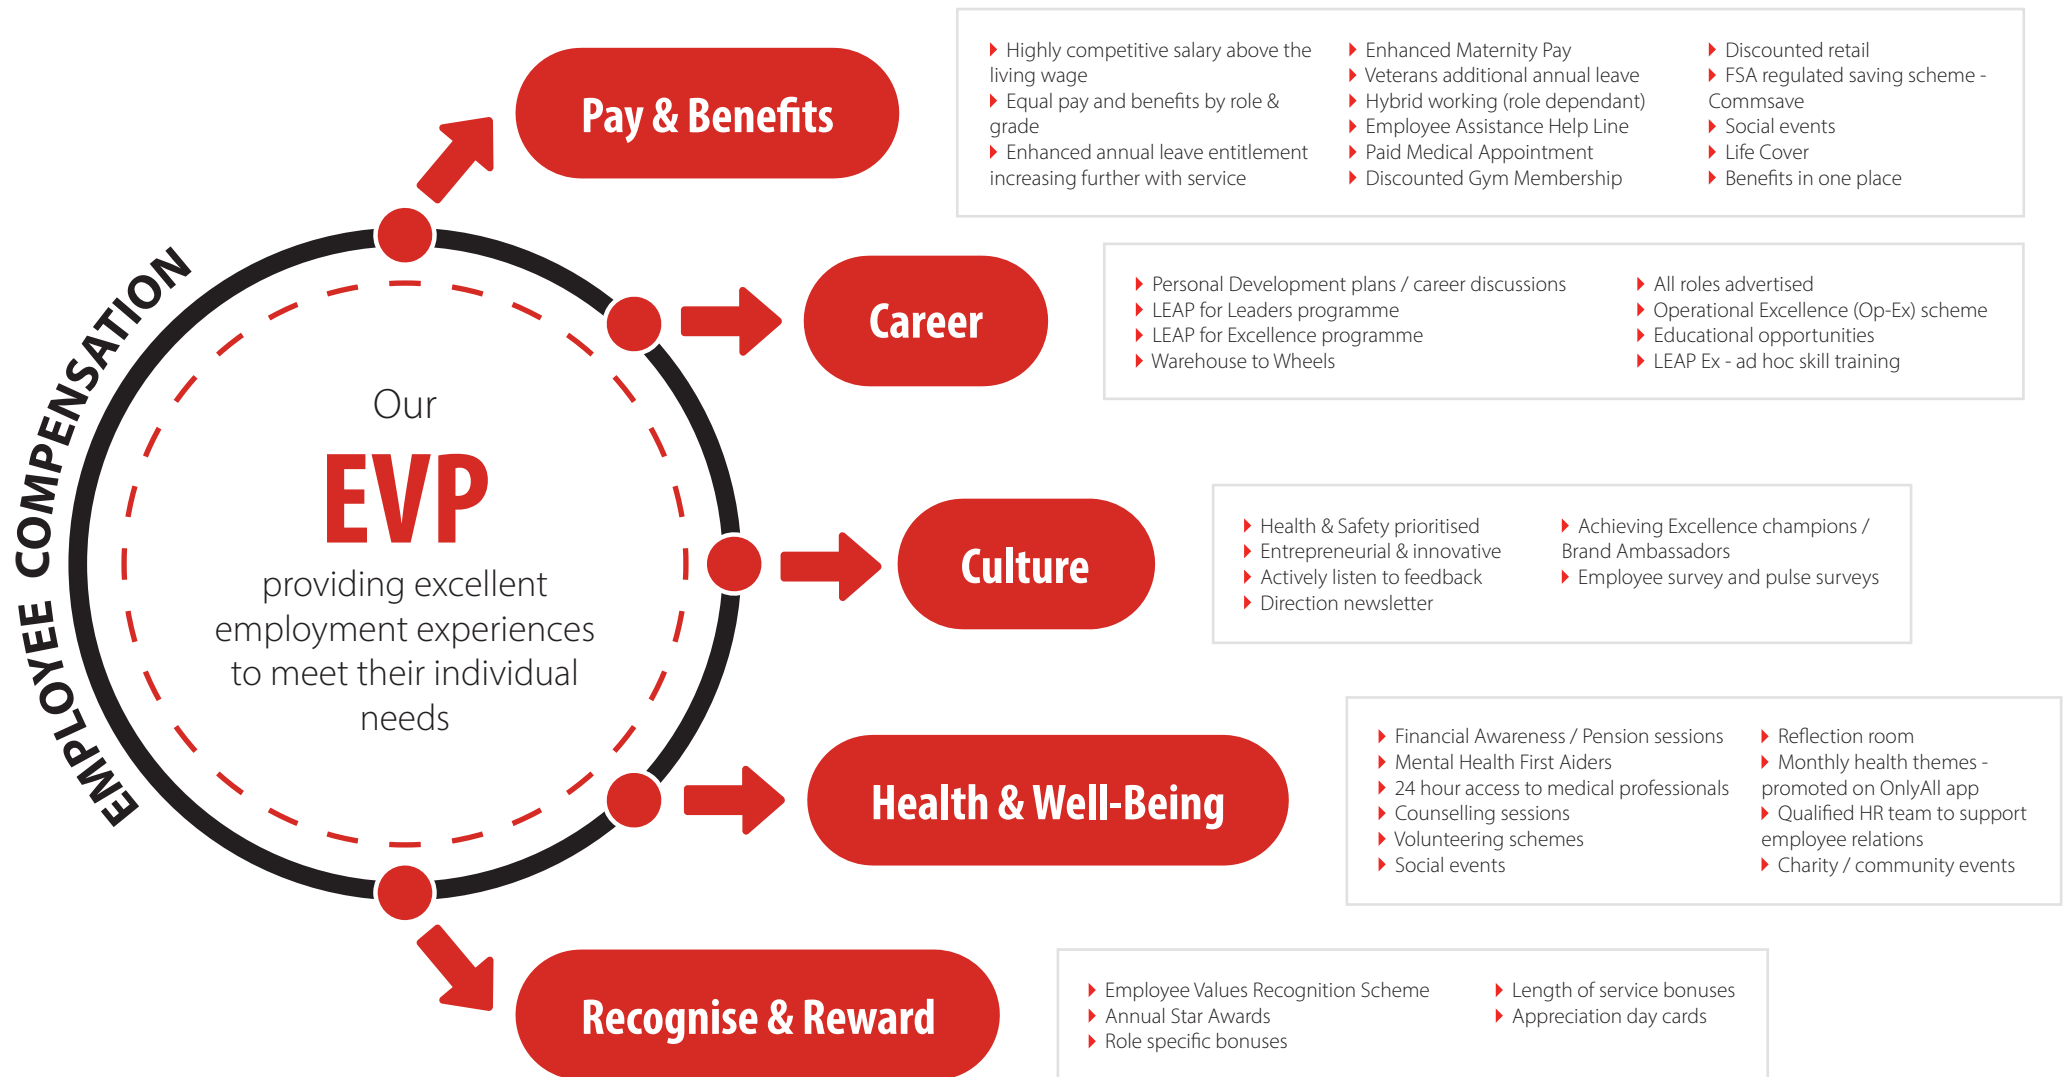 EMPLOYEE COMPENSATION
Our
EVP
providing excellent
employment experiences
to meet their individual
needs
Pay & Benefits
Highly competitive salary above the
living wage
Equal pay and benefits by role &
grade
Enhanced annual leave entitlement
increasing further with service
Enhanced Maternity Pay
Veterans additional annual leave
Hybrid working (role dependant)
Employee Assistance Help Line
Paid Medical Appointment
Discounted Gym Membership
Discounted retail
FSA regulated saving scheme -
Commsave
Social events
Life Cover
Benefits in one place
Career
Personal Development plans / career discussions
LEAP for Leaders programme
LEAP for Excellence programme
Warehouse to Wheels
All roles advertised
Operational Excellence (Op-Ex) scheme
Educational opportunities
LEAP Ex - ad hoc skill training
Culture
Health & Safety prioritised
Entrepreneurial & innovative
Actively listen to feedback
Direction newsletter
Achieving Excellence champions /
Brand Ambassadors
Employee survey and pulse surveys
Health & Well-Being
Financial Awareness / Pension sessions
Mental Health First Aiders
24 hour access to medical professionals
Counselling sessions
Volunteering schemes
Social events
Reflection room
Monthly health themes -
promoted on OnlyAll app
Qualified HR team to support
employee relations
Charity / community events
Recognise & Reward
Employee Values Recognition Scheme
Annual Star Awards
Role specific bonuses
Length of service bonuses
Appreciation day cards